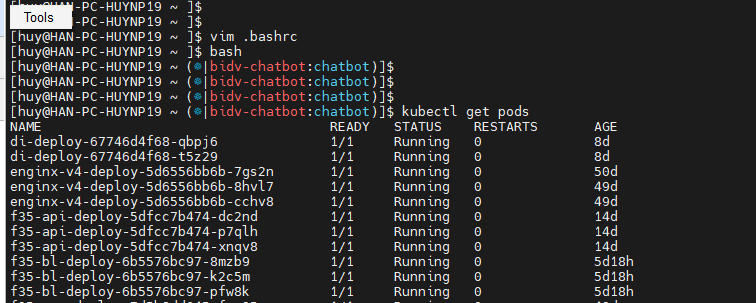 Tools
[huy@HAN-PC-HUYNP19 ~ ]$
[huy@HAN-PC-HUYNP19 ~ ]$
[huy@HAN-PC-HUYNP19 ~ ]$ vim .bashrc
[huy@HAN-PC-HUYNP19 ~ ]$ bash
[huy@HAN-PC-HUYNP19 ~ (⎈|bidv-chatbot:chatbot)]$
[huy@HAN-PC-HUYNP19 ~ (⎈|bidv-chatbot:chatbot)]$
[huy@HAN-PC-HUYNP19 ~ (⎈|bidv-chatbot:chatbot)]$
[huy@HAN-PC-HUYNP19 ~ (⎈|bidv-chatbot:chatbot)]$ kubectl get pods
NAME READY STATUS RESTARTS AGE
di-deploy-67746d4f68-qbpj6 1/1 Running 0 8d
di-deploy-67746d4f68-t5z29 1/1 Running 0 8d
enginx-v4-deploy-5d6556bb6b-7gs2n 1/1 Running 0 50d
enginx-v4-deploy-5d6556bb6b-8hvl7 1/1 Running 0 49d
enginx-v4-deploy-5d6556bb6b-cchv8 1/1 Running 0 49d
f35-api-deploy-5dfcc7b474-dc2nd 1/1 Running 0 14d
f35-api-deploy-5dfcc7b474-p7qlh 1/1 Running 0 14d
f35-api-deploy-5dfcc7b474-xnqv8 1/1 Running 0 14d
f35-bl-deploy-6b5576bc97-8mzb9 1/1 Running 0 5d18h
f35-bl-deploy-6b5576bc97-k2c5m 1/1 Running 0 5d18h
f35-bl-deploy-6b5576bc97-pfw8k 1/1 Running 0 5d18h